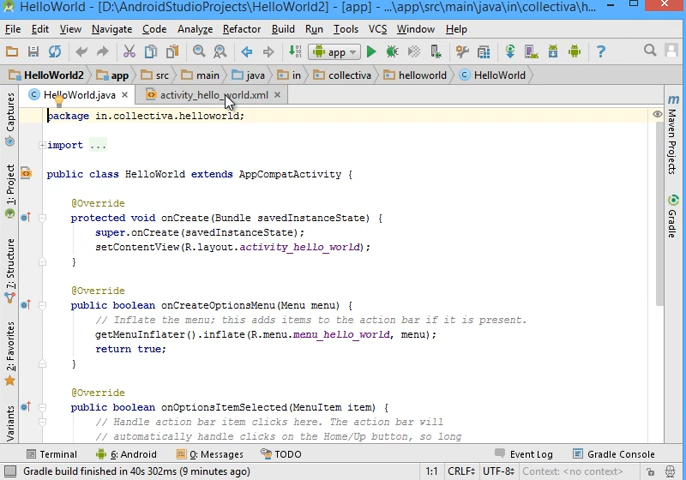 HelloWorld - [D:\AndroidStudioProjects\HelloWorld2] - [app] - ...\app\src\main\java\in\collectiva\h...
File Edit View Navigate Code Analyze Refactor Build Run Tools VCS Window Help
app
HelloWorld2 app src main java in collectiva helloworld HelloWorld
HelloWorld.java activity_hello_world.xml
package in.collectiva.helloworld;
import ...
public class HelloWorld extends AppCompatActivity {
@Override
protected void onCreate(Bundle savedInstanceState) {
super.onCreate(savedInstanceState);
setContentView(R.layout.activity_hello_world);
}
@Override
public boolean onCreateOptionsMenu(Menu menu) {
// Inflate the menu; this adds items to the action bar if it is present.
getMenuInflater().inflate(R.menu.menu_hello_world, menu);
return true;
}
@Override
public boolean onOptionsItemSelected(MenuItem item) {
// Handle action bar item clicks here. The action bar will
// automatically handle clicks on the Home/Up button, so long
Captures
1: Project
7: Structure
2: Favorites
Variants
Maven Projects
Gradle
Terminal 6: Android 0: Messages TODO Event Log Gradle Console
Gradle build finished in 40s 302ms (9 minutes ago) 1:1 CRLF UTF-8 Context: <no context>